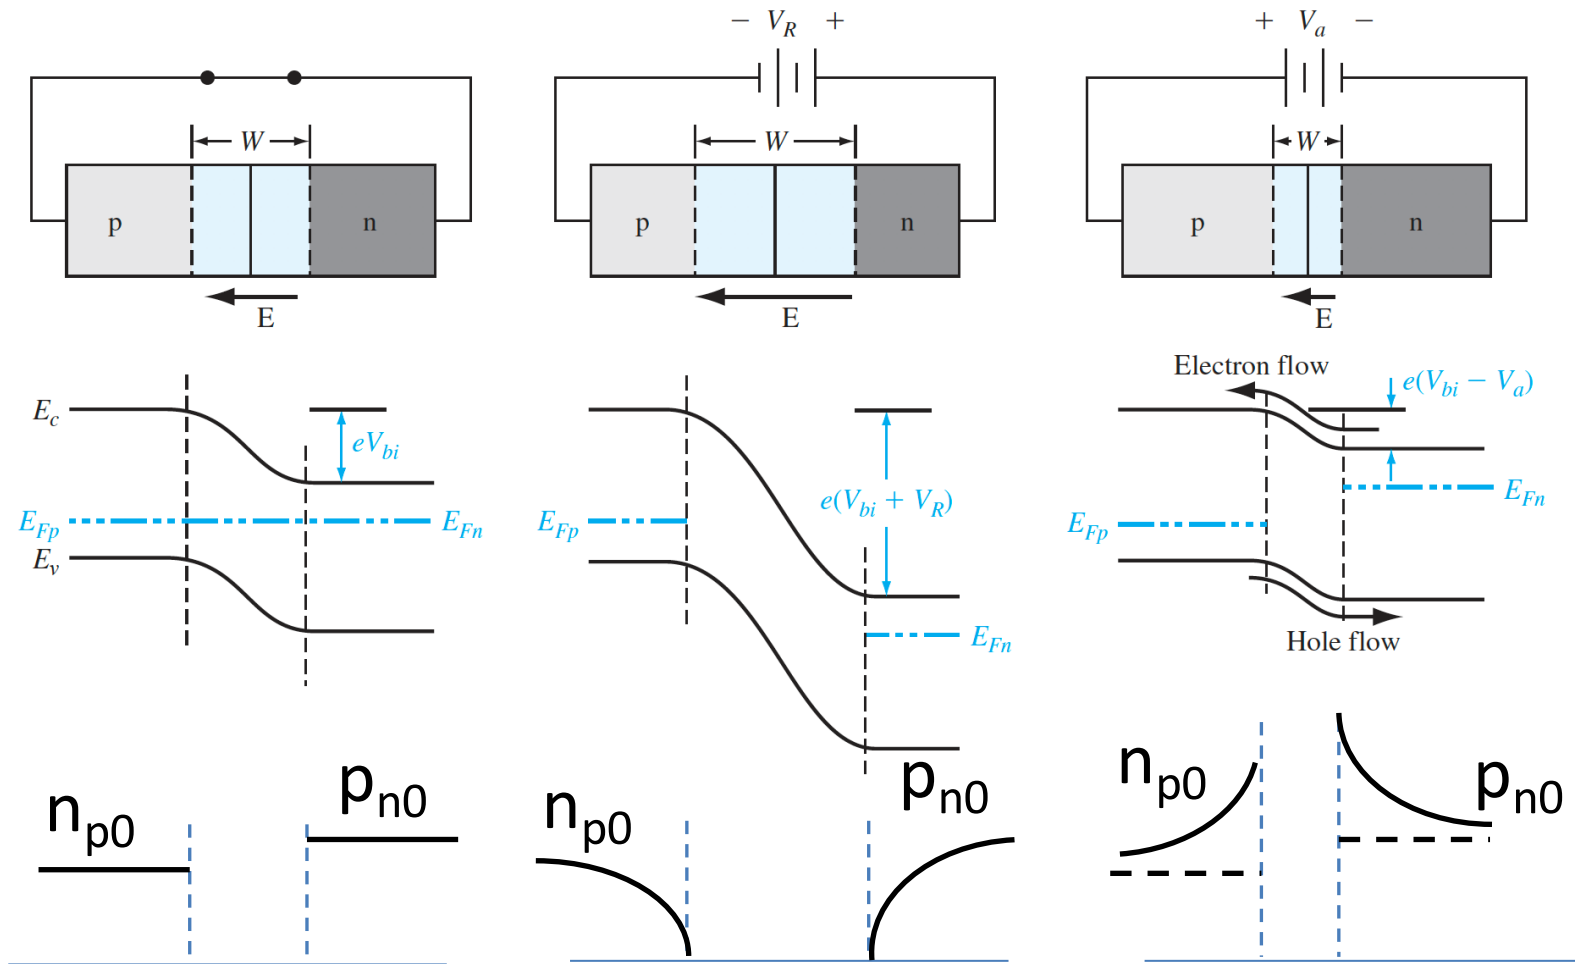 − V_R +
+ V_a −
W
W
W
p
n
p
n
p
n
E
E
E
E_c
eV_bi
E_Fp
E_Fn
E_v
e(V_bi + V_R)
E_Fp
E_Fn
Electron flow
e(V_bi − V_a)
E_Fn
E_Fp
Hole flow
n_p0
p_n0
n_p0
p_n0
n_p0
p_n0